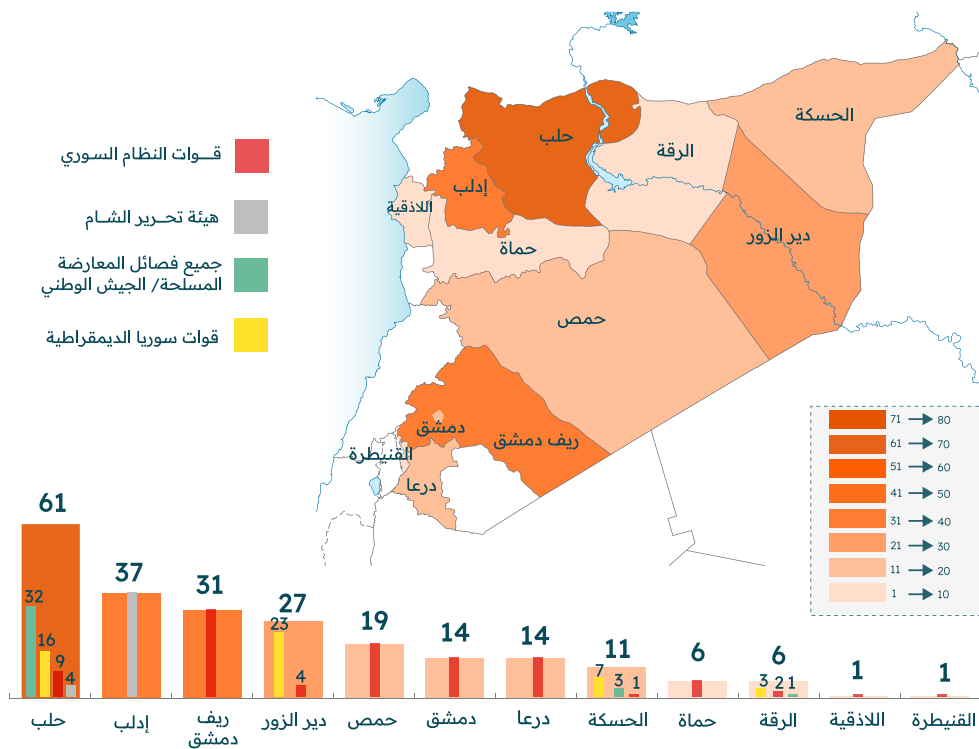 قــوات النظام السوري
هيئة تحــرير الشــام
جميع فصائل المعارضة
المسلحة/ الجيش الوطني
قوات سوريا الديمقراطية
الحسكة
حلب
الرقة
إدلب
اللاذقية
دير الزور
حماة
حمص
دمشق
ريف دمشق
القنيطرة
درعا
71 → 80
61 → 70
51 → 60
41 → 50
31 → 40
21 → 30
11 → 20
1 → 10
61
32
16
9
4
37
31
27
23
4
19
14
14
11
7
3
1
6
6
3
2
1
1
1
حلب
إدلب
ريف
دمشق
دير الزور
حمص
دمشق
درعا
الحسكة
حماة
الرقة
اللاذقية
القنيطرة